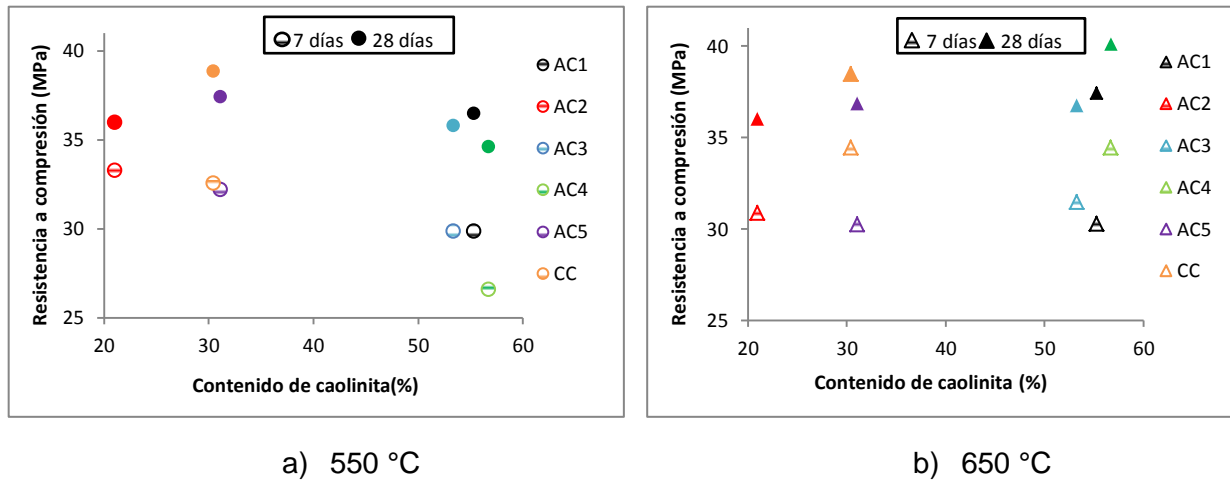 7 días 28 días
Resistencia a compresión (MPa)
40
35
30
25
20 30 40 50 60
Contenido de caolinita(%)
AC1
AC2
AC3
AC4
AC5
CC
a) 550 °C
7 días 28 días
Resistencia a compresión (MPa)
40
35
30
25
20 30 40 50 60
Contenido de caolinita (%)
AC1
AC2
AC3
AC4
AC5
CC
b) 650 °C